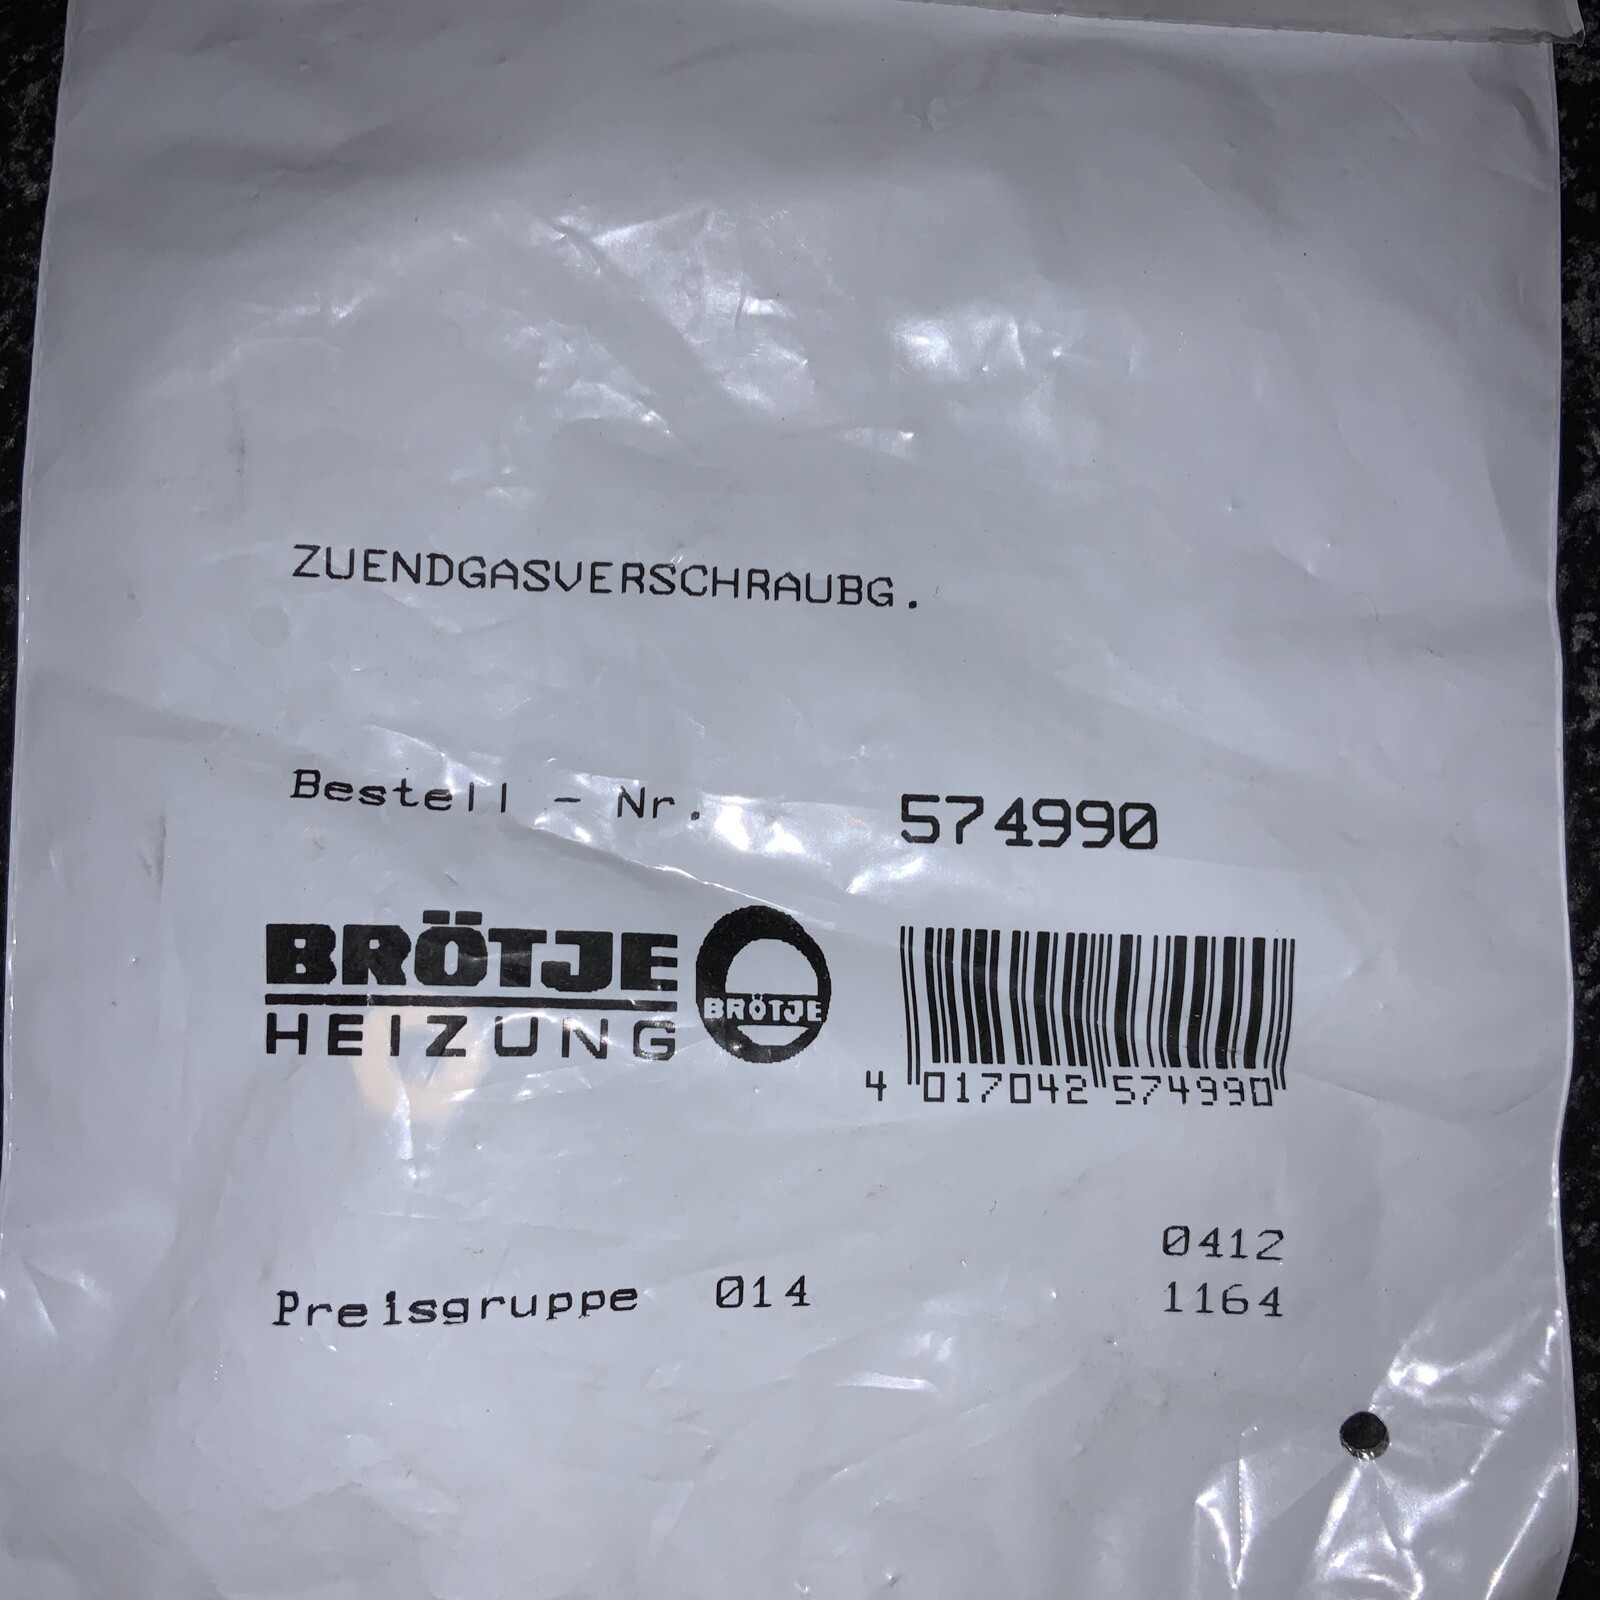 ZUENDGASVERSCHRAUBG.
Bestell - Nr. 574990
BRÖTJE
HEIZUNG
BRÖTJE
4 017042 574990
0412
Preisgruppe 014 1164